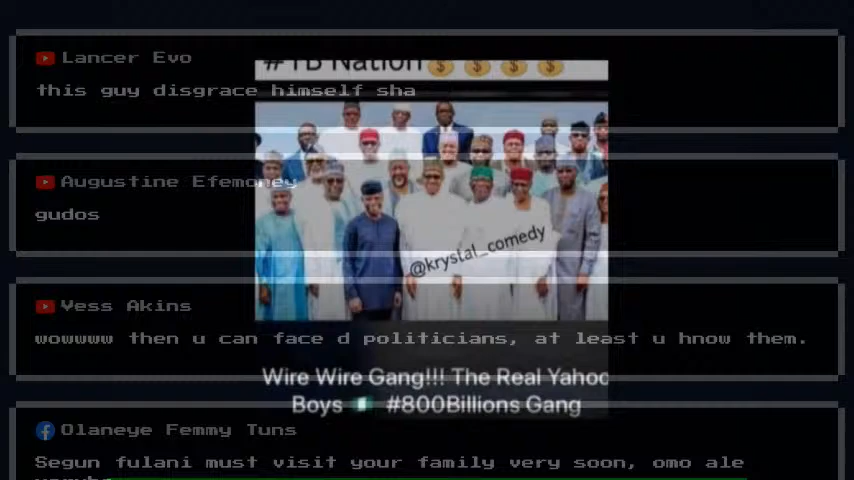 Lancer Evo
# TB Nation
this guy disgrace himself sha
Augustine Efemoney
gudos
@krystal_comedy
Vess Akins
wowwww then u can face d politicians, at least u hnow them.
Wire Wire Gang!!! The Real Yahoo
Boys #800Billions Gang
Olaneye Femmy Tuns
Segun fulani must visit your family very soon, omo ale